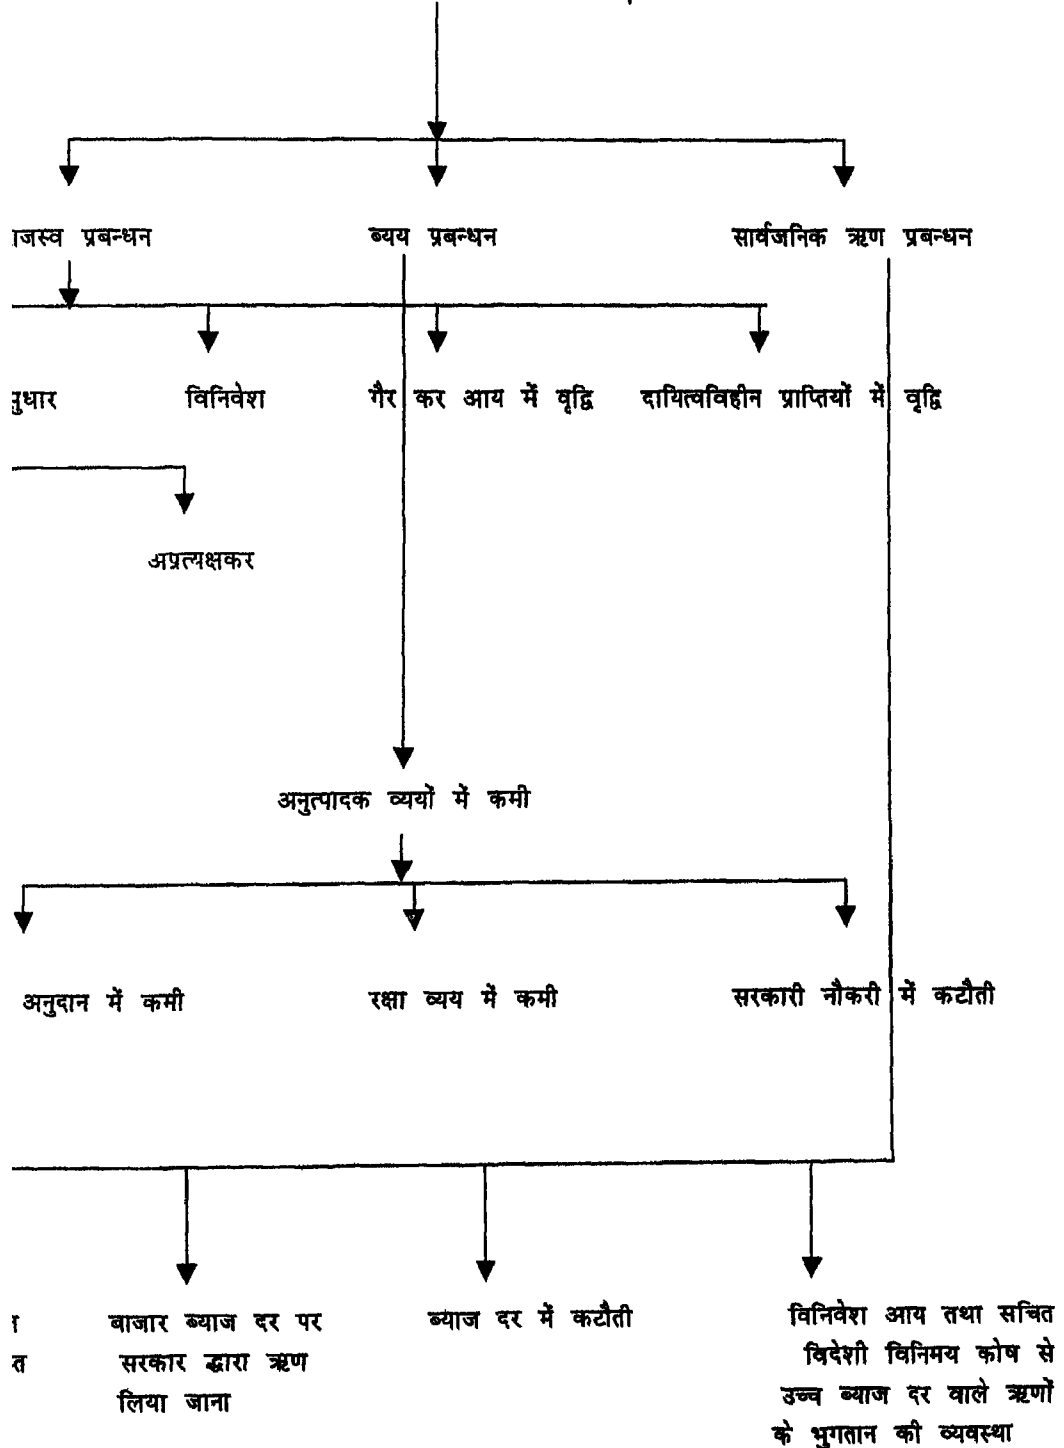 व्यय प्रबन्धन सार्वजनिक ऋण प्रबन्धन
प्रबन्धन
विनिवेश गैर कर आय में वृद्वि दायित्वविहीन प्राप्तियों में वृद्वि
अप्रत्यक्षकर
अनुत्पादक व्ययों में कमी
अनुदान में कमी रक्षा व्यय में कमी सरकारी नौकरी में कटौती
बाजार ब्याज दर पर
सरकार द्धारा ऋण
लिया जाना
ब्याज दर में कटौती
विनिवेश आय तथा सचित
विदेशी विनिमय कोष से
उच्च ब्याज दर वाले ऋणों
के भुगतान की व्यवस्था